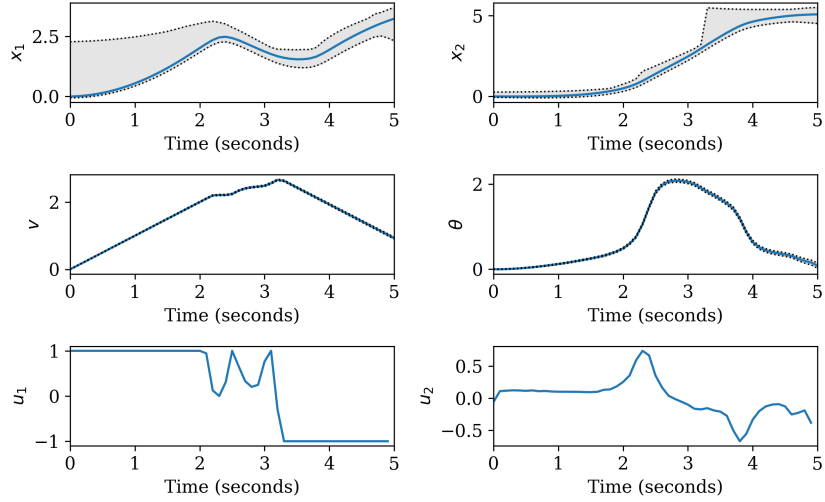 x₁
2.5
0.0
0 1 2 3 4 5
Time (seconds)
x₂
5
0
0 1 2 3 4 5
Time (seconds)
v
2
0
0 1 2 3 4 5
Time (seconds)
θ
2
0
0 1 2 3 4 5
Time (seconds)
u₁
1
0
−1
0 1 2 3 4 5
Time (seconds)
u₂
0.5
0.0
−0.5
0 1 2 3 4 5
Time (seconds)